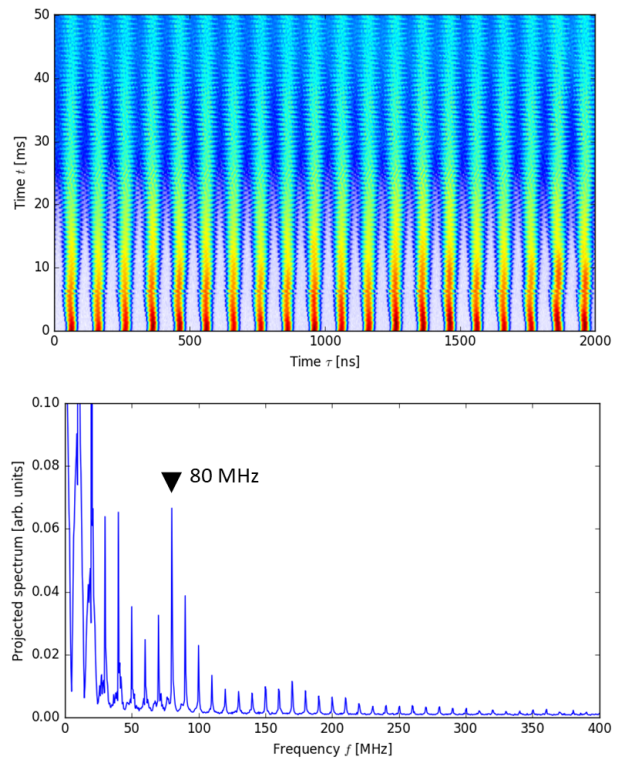 50
40
30
20
10
0
Time t [ms]
0 500 1000 1500 2000
Time τ [ns]
0.10
0.08
0.06
0.04
0.02
0.00
Projected spectrum [arb. units]
80 MHz
0 50 100 150 200 250 300 350 400
Frequency f [MHz]